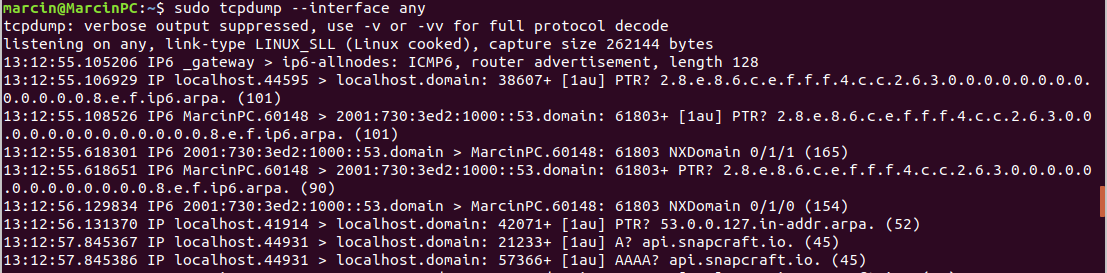 marcin@MarcinPC:~$ sudo tcpdump --interface any
tcpdump: verbose output suppressed, use -v or -vv for full protocol decode
listening on any, link-type LINUX_SLL (Linux cooked), capture size 262144 bytes
13:12:55.105206 IP6 _gateway > ip6-allnodes: ICMP6, router advertisement, length 128
13:12:55.106929 IP localhost.44595 > localhost.domain: 38607+ [1au] PTR? 2.8.e.8.6.c.e.f.f.f.4.c.c.2.6.3.0.0.0.0.0.0.0.0.0.
0.0.0.0.0.8.e.f.ip6.arpa. (101)
13:12:55.108526 IP6 MarcinPC.60148 > 2001:730:3ed2:1000::53.domain: 61803+ [1au] PTR? 2.8.e.8.6.c.e.f.f.f.4.c.c.2.6.3.0.0
.0.0.0.0.0.0.0.0.0.0.0.0.8.e.f.ip6.arpa. (101)
13:12:55.618301 IP6 2001:730:3ed2:1000::53.domain > MarcinPC.60148: 61803 NXDomain 0/1/1 (165)
13:12:55.618651 IP6 MarcinPC.60148 > 2001:730:3ed2:1000::53.domain: 61803+ PTR? 2.8.e.8.6.c.e.f.f.f.4.c.c.2.6.3.0.0.0.0.0
.0.0.0.0.0.0.0.0.8.e.f.ip6.arpa. (90)
13:12:56.129834 IP6 2001:730:3ed2:1000::53.domain > MarcinPC.60148: 61803 NXDomain 0/1/0 (154)
13:12:56.131370 IP localhost.41914 > localhost.domain: 42071+ [1au] PTR? 53.0.0.127.in-addr.arpa. (52)
13:12:57.845367 IP localhost.44931 > localhost.domain: 21233+ [1au] A? api.snapcraft.io. (45)
13:12:57.845386 IP localhost.44931 > localhost.domain: 57366+ [1au] AAAA? api.snapcraft.io. (45)